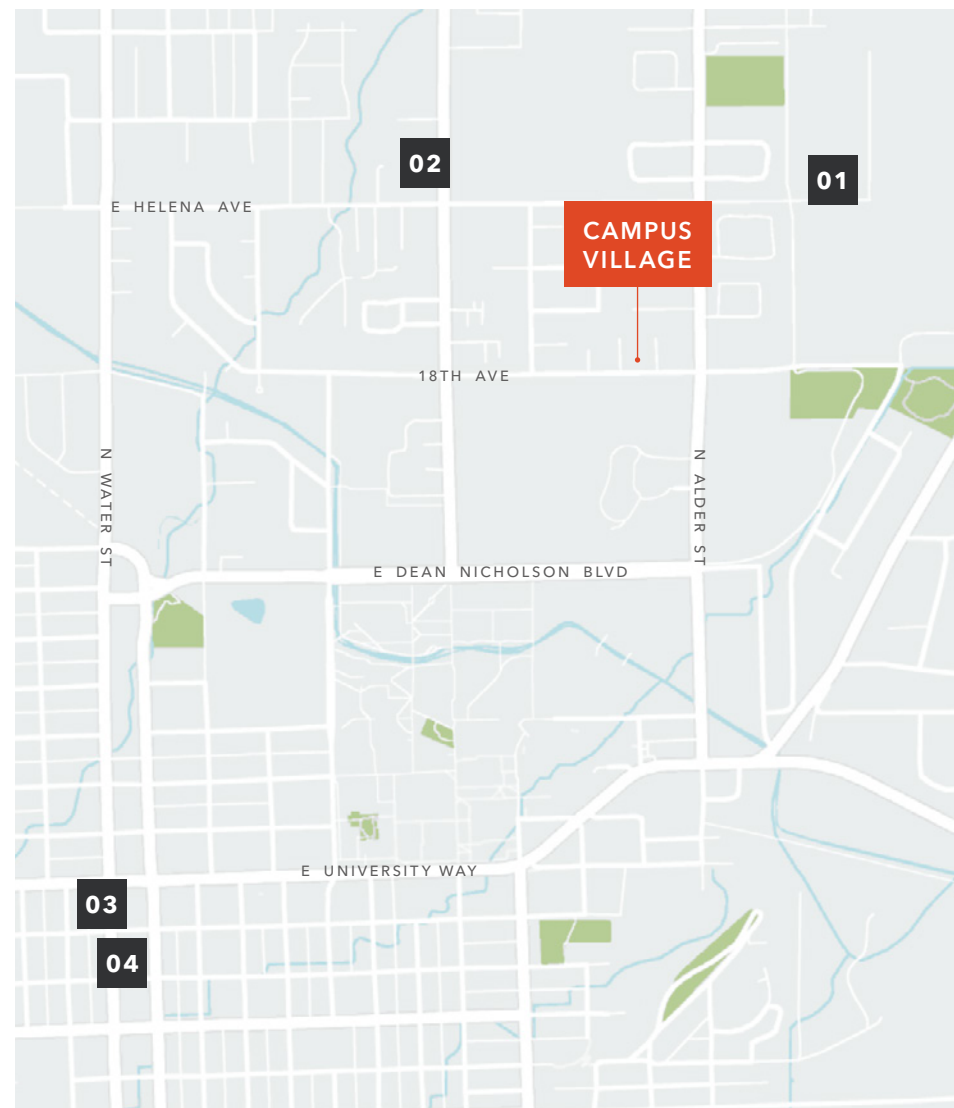 02
01
E HELENA AVE
CAMPUS
VILLAGE
18TH AVE
N WATER ST
N ALDER ST
E DEAN NICHOLSON BLVD
E UNIVERSITY WAY
03
04